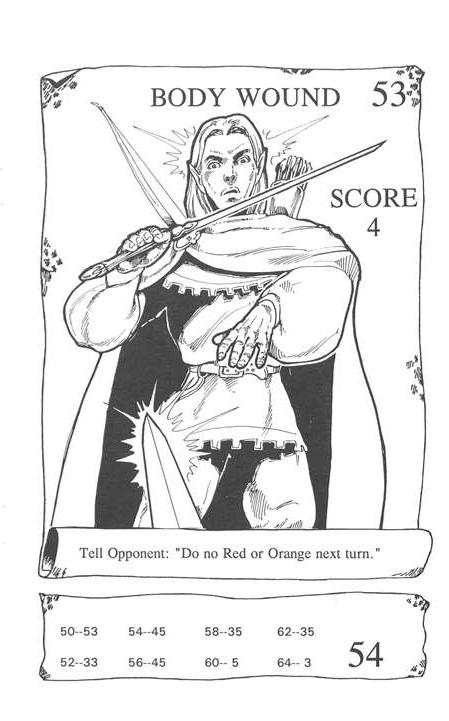 BODY WOUND 53
SCORE
4
Tell Opponent: "Do no Red or Orange next turn."
50--53 54--45 58--35 62--35
52--33 56--45 60-- 5 64-- 3
54